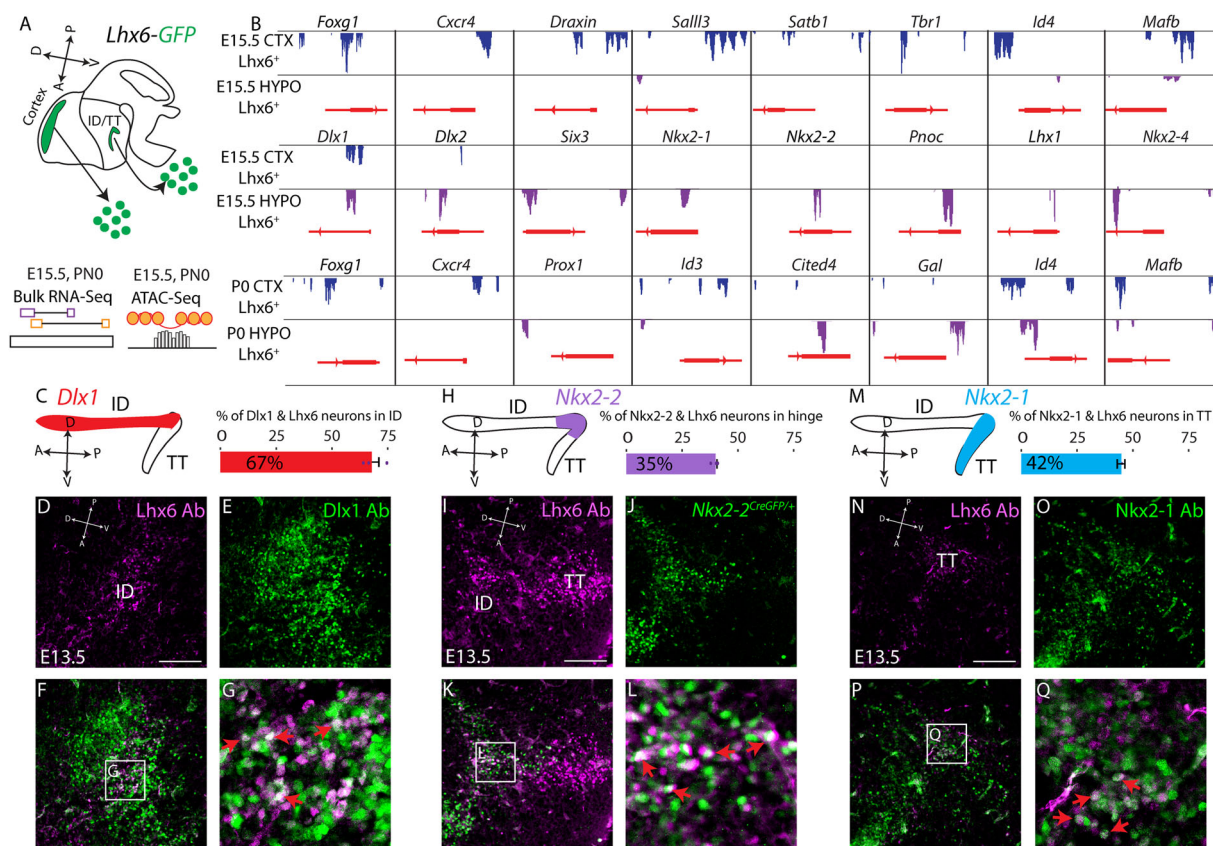 A
Lhx6-GFP
P
D
V
A
Cortex
ID/TT
E15.5, PN0
Bulk RNA-Seq
E15.5, PN0
ATAC-Seq
B
Foxg1 Cxcr4 Draxin Salll3 Satb1 Tbr1 Id4 Mafb
E15.5 CTX
Lhx6+
E15.5 HYPO
Lhx6+
Dlx1 Dlx2 Six3 Nkx2-1 Nkx2-2 Pnoc Lhx1 Nkx2-4
E15.5 CTX
Lhx6+
E15.5 HYPO
Lhx6+
Foxg1 Cxcr4 Prox1 Id3 Cited4 Gal Id4 Mafb
P0 CTX
Lhx6+
P0 HYPO
Lhx6+
C Dlx1
ID
D
A P
V
TT
% of Dlx1 & Lhx6 neurons in ID
0 25 50 75
67%
H Nkx2-2
ID
D
A P
V
TT
% of Nkx2-2 & Lhx6 neurons in hinge
0 25 50 75
35%
M Nkx2-1
ID
D
A P
V
TT
% of Nkx2-1 & Lhx6 neurons in TT
0 25 50 75
42%
D Lhx6 Ab
P
D V
A
ID
E13.5
E Dlx1 Ab
I Lhx6 Ab
P
D V
A
ID TT
E13.5
J Nkx2-2CreGFP/+
N Lhx6 Ab
P
D V
A
TT
E13.5
O Nkx2-1 Ab
F
G
G
K
L
L
P
Q
Q